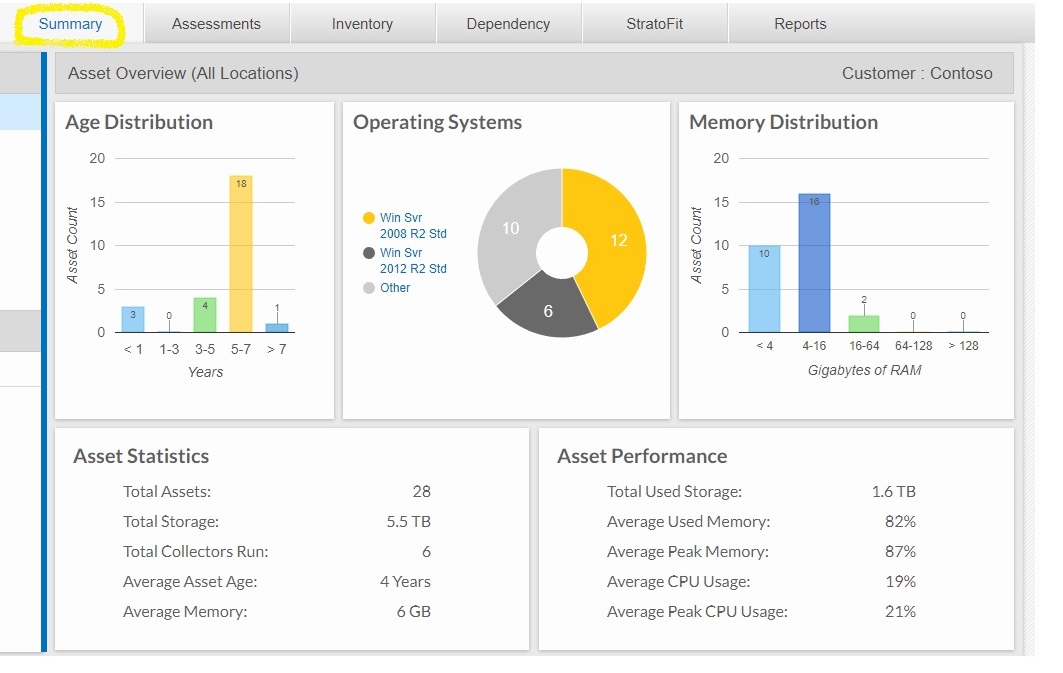 Summary Assessments Inventory Dependency StratoFit Reports
Asset Overview (All Locations) Customer : Contoso
Age Distribution
20
15
10
5
0
Asset Count
3
0
4
18
1
< 1 1-3 3-5 5-7 > 7
Years
Operating Systems
Win Svr
2008 R2 Std
Win Svr
2012 R2 Std
Other
10
12
6
Memory Distribution
20
15
10
5
0
Asset Count
10
16
2
0
0
< 4 4-16 16-64 64-128 > 128
Gigabytes of RAM
Asset Statistics
Total Assets: 28
Total Storage: 5.5 TB
Total Collectors Run: 6
Average Asset Age: 4 Years
Average Memory: 6 GB
Asset Performance
Total Used Storage: 1.6 TB
Average Used Memory: 82%
Average Peak Memory: 87%
Average CPU Usage: 19%
Average Peak CPU Usage: 21%